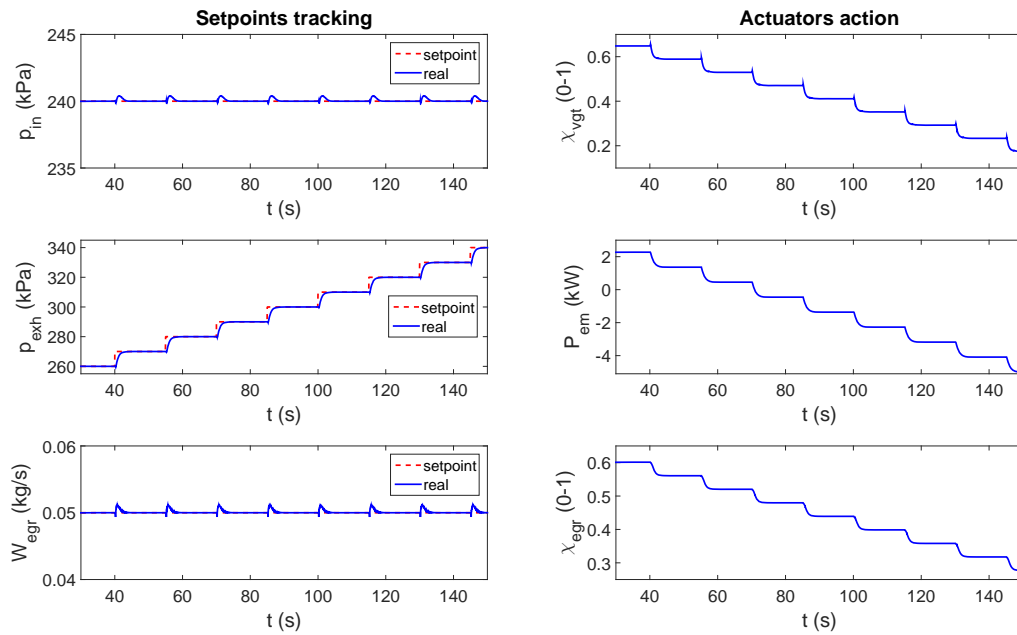 Setpoints tracking
245
240
235
p_in (kPa)
setpoint
real
40 60 80 100 120 140
t (s)
340
320
300
280
260
p_exh (kPa)
setpoint
real
40 60 80 100 120 140
t (s)
0.06
0.05
0.04
W_egr (kg/s)
setpoint
real
40 60 80 100 120 140
t (s)
Actuators action
0.6
0.4
0.2
χ_vgt (0-1)
40 60 80 100 120 140
t (s)
2
0
-2
-4
P_em (kW)
40 60 80 100 120 140
t (s)
0.6
0.5
0.4
0.3
χ_egr (0-1)
40 60 80 100 120 140
t (s)